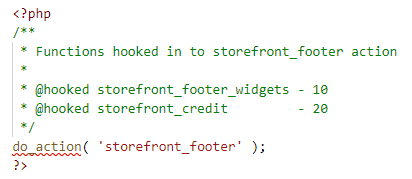 <?php
/**
 * Functions hooked in to storefront_footer action
 *
 * @hooked storefront_footer_widgets - 10
 * @hooked storefront_credit         - 20
 */
do_action( 'storefront_footer' );
?>